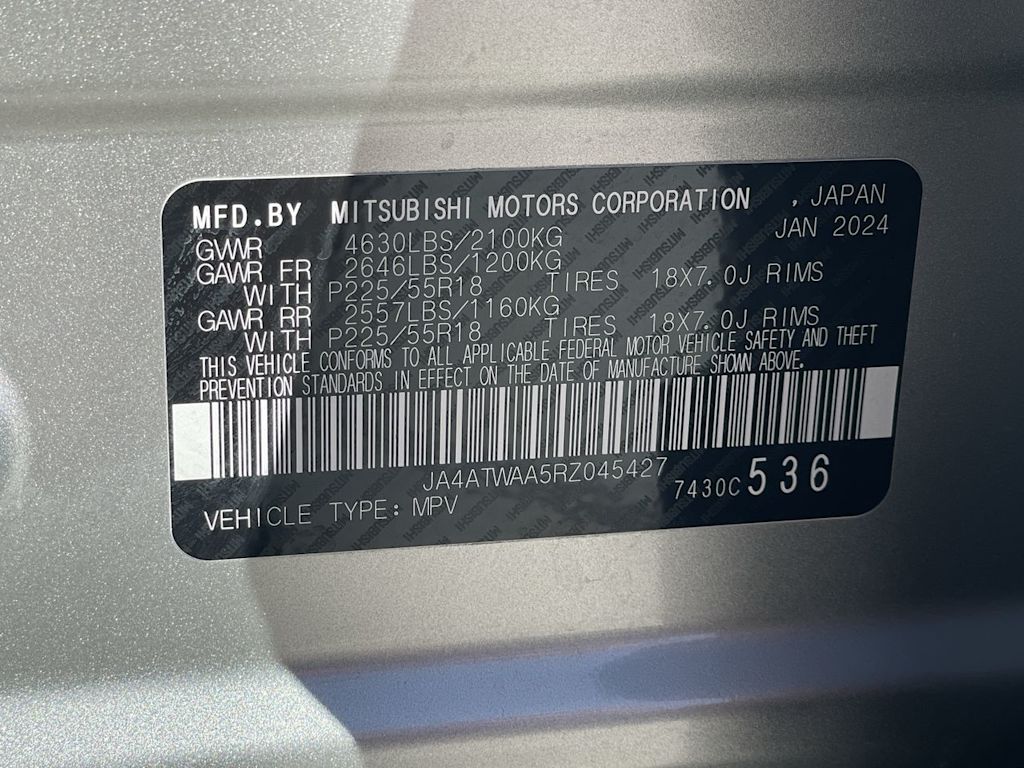 MFD.BY MITSUBISHI MOTORS CORPORATION , JAPAN
JAN 2024
GVWR 4630LBS/2100KG
GAWR FR 2646LBS/1200KG
WITH P225/55R18 TIRES 18X7.0J RIMS
GAWR RR 2557LBS/1160KG
WITH P225/55R18 TIRES 18X7.0J RIMS
THIS VEHICLE CONFORMS TO ALL APPLICABLE FEDERAL MOTOR VEHICLE SAFETY AND THEFT
PREVENTION STANDARDS IN EFFECT ON THE DATE OF MANUFACTURE SHOWN ABOVE.
JA4ATWAA5RZ045427
7430C 536
VEHICLE TYPE: MPV